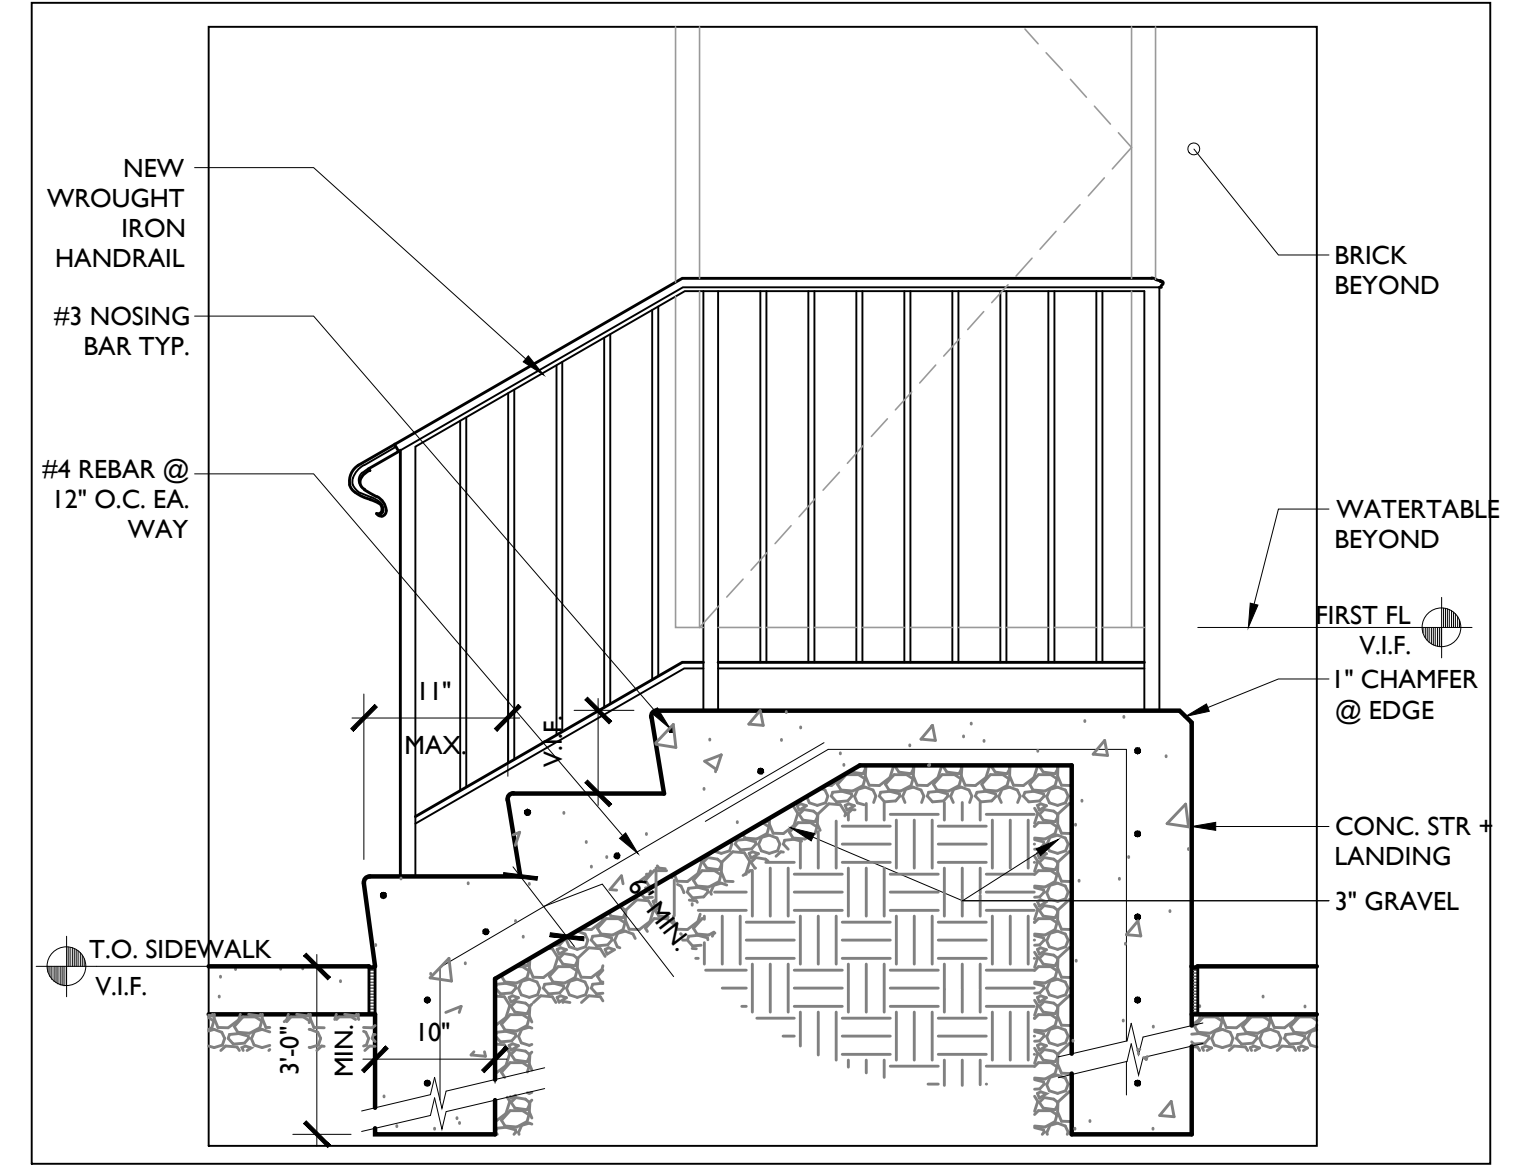 NEW
WROUGHT
IRON
HANDRAIL
#3 NOSING
BAR TYP.
#4 REBAR @
12" O.C. EA.
WAY
BRICK
BEYOND
WATERTABLE
BEYOND
FIRST FL
V.I.F.
1" CHAMFER
@ EDGE
CONC. STR +
LANDING
3" GRAVEL
11"
MAX.
V.I.F.
6" MIN.
T.O. SIDEWALK
V.I.F.
3'-0"
MIN.
10"